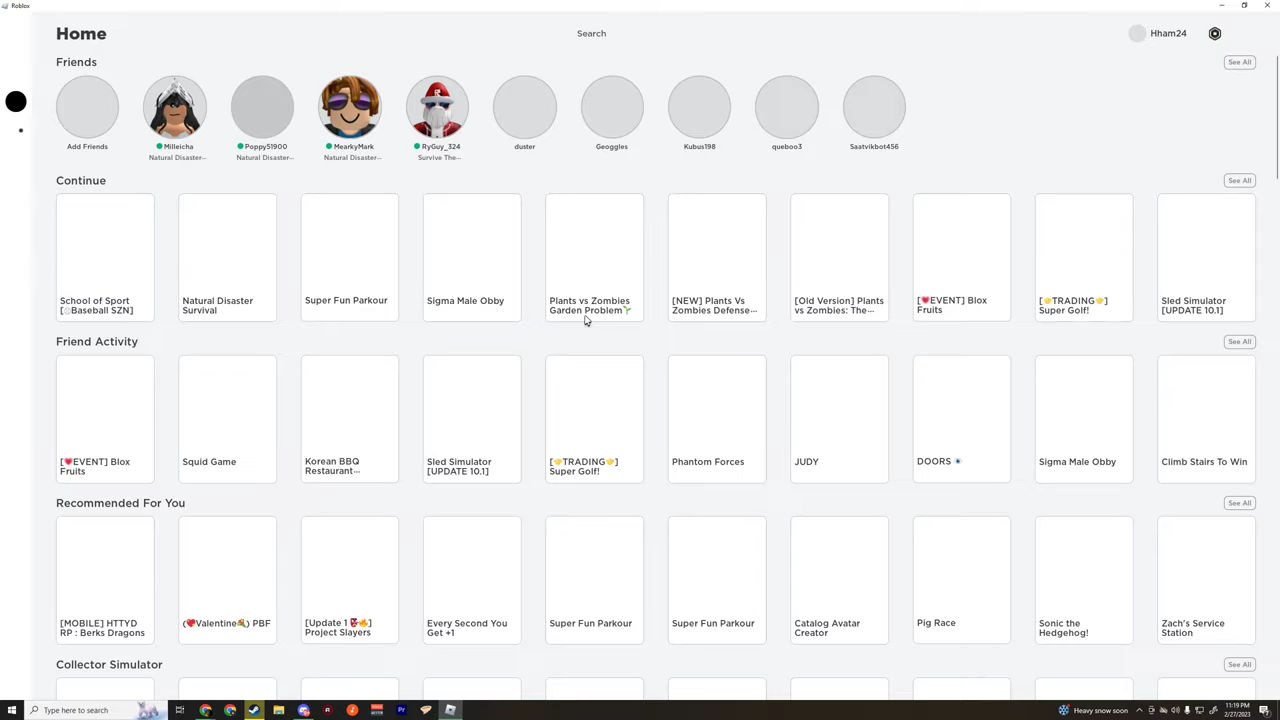 Roblox
Home
Search
Hham24
Friends
See All
Add Friends
Milleicha
Natural Disaster...
Poppy51900
Natural Disaster...
MearkyMark
Natural Disaster...
RyGuy_324
Survive The...
duster
Geoggles
Kubus198
queboo3
Saatvikbot456
Continue
See All
School of Sport
[⚾Baseball SZN]
Natural Disaster
Survival
Super Fun Parkour
Sigma Male Obby
Plants vs Zombies
Garden Problem🌱
[NEW] Plants Vs
Zombies Defense...
[Old Version] Plants
vs Zombies: The...
[💗EVENT] Blox
Fruits
[⭐TRADING⭐]
Super Golf!
Sled Simulator
[UPDATE 10.1]
Friend Activity
See All
[💗EVENT] Blox
Fruits
Squid Game
Korean BBQ
Restaurant...
Sled Simulator
[UPDATE 10.1]
[⭐TRADING⭐]
Super Golf!
Phantom Forces
JUDY
DOORS 👁
Sigma Male Obby
Climb Stairs To Win
Recommended For You
See All
[MOBILE] HTTYD
RP : Berks Dragons
(❤️Valentine💐) PBF
[Update 1 👹🔥]
Project Slayers
Every Second You
Get +1
Super Fun Parkour
Super Fun Parkour
Catalog Avatar
Creator
Pig Race
Sonic the
Hedgehog!
Zach's Service
Station
Collector Simulator
See All
Type here to search
Heavy snow soon
11:19 PM
2/27/2023